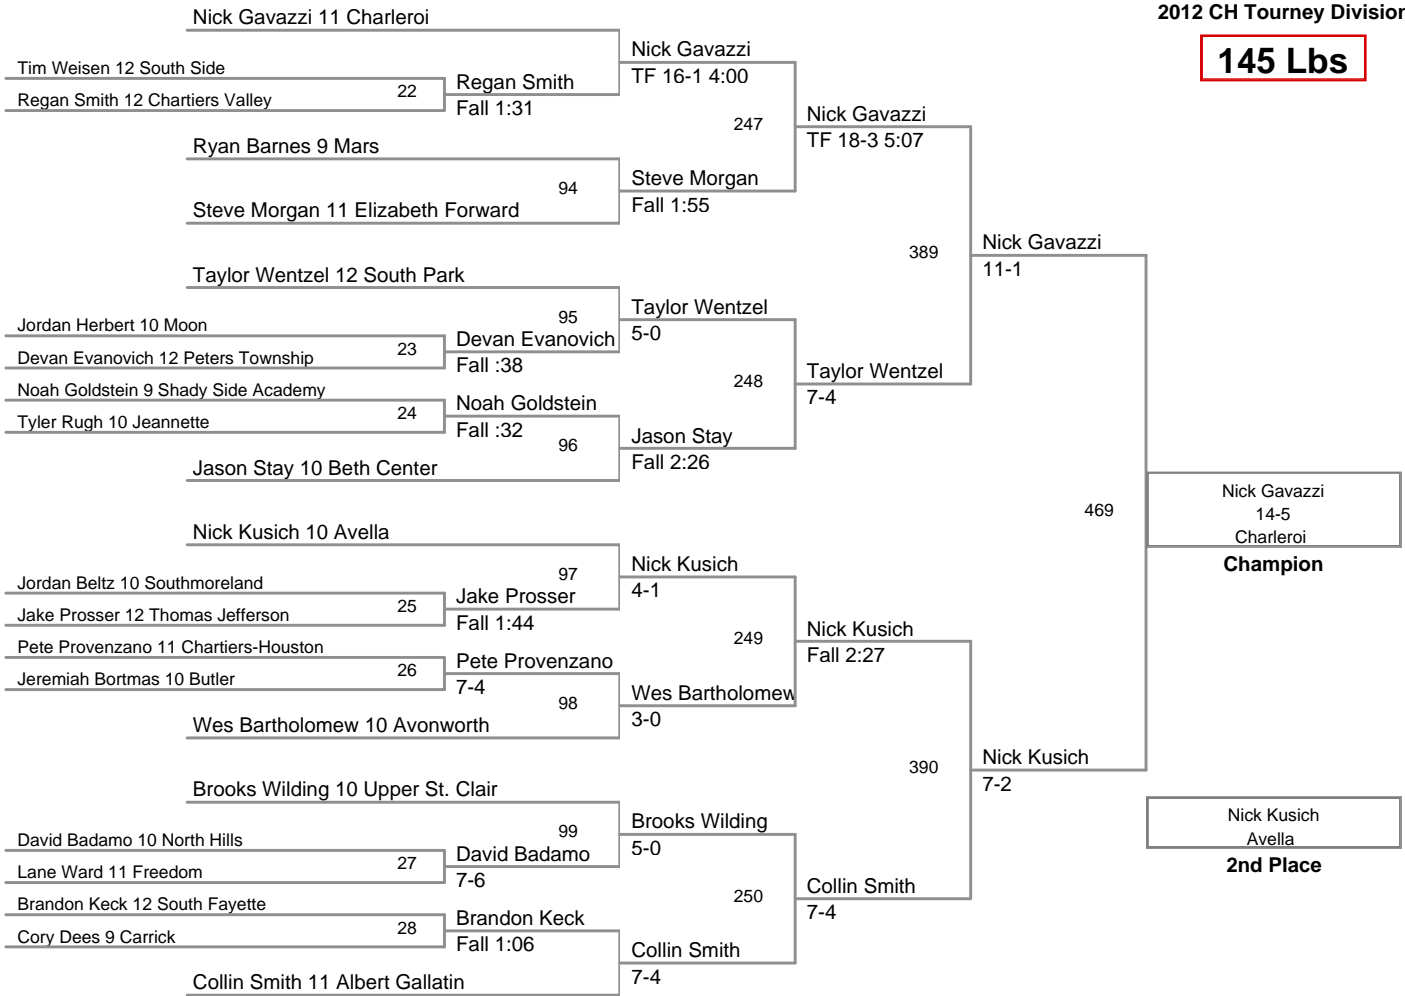 2012 CH Tourney Division
145 Lbs
Nick Gavazzi 11 Charleroi
Tim Weisen 12 South Side
Regan Smith 12 Chartiers Valley
22
Regan Smith
Fall 1:31
Nick Gavazzi
TF 16-1 4:00
Ryan Barnes 9 Mars
94
Steve Morgan 11 Elizabeth Forward
Steve Morgan
Fall 1:55
247
Nick Gavazzi
TF 18-3 5:07
Taylor Wentzel 12 South Park
Jordan Herbert 10 Moon
Devan Evanovich 12 Peters Township
23
95
Devan Evanovich
Fall :38
Taylor Wentzel
5-0
Noah Goldstein 9 Shady Side Academy
Tyler Rugh 10 Jeannette
24
Noah Goldstein
Fall :32
96
Jason Stay 10 Beth Center
Jason Stay
Fall 2:26
248
Taylor Wentzel
7-4
389
Nick Gavazzi
11-1
Nick Kusich 10 Avella
Jordan Beltz 10 Southmoreland
Jake Prosser 12 Thomas Jefferson
25
97
Jake Prosser
Fall 1:44
Nick Kusich
4-1
Pete Provenzano 11 Chartiers-Houston
Jeremiah Bortmas 10 Butler
26
Pete Provenzano
7-4
98
Wes Bartholomew 10 Avonworth
Wes Bartholomew
3-0
249
Nick Kusich
Fall 2:27
Brooks Wilding 10 Upper St. Clair
David Badamo 10 North Hills
Lane Ward 11 Freedom
27
99
David Badamo
7-6
Brooks Wilding
5-0
Brandon Keck 12 South Fayette
Cory Dees 9 Carrick
28
Brandon Keck
Fall 1:06
Collin Smith 11 Albert Gallatin
Collin Smith
7-4
250
Collin Smith
7-4
390
Nick Kusich
7-2
469
Nick Gavazzi
14-5
Charleroi
Champion
Nick Kusich
Avella
2nd Place